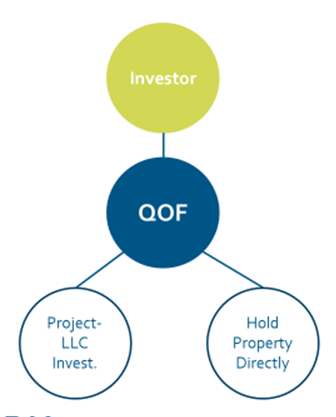 Investor
QOF
Project-
LLC
Invest.
Hold
Property
Directly